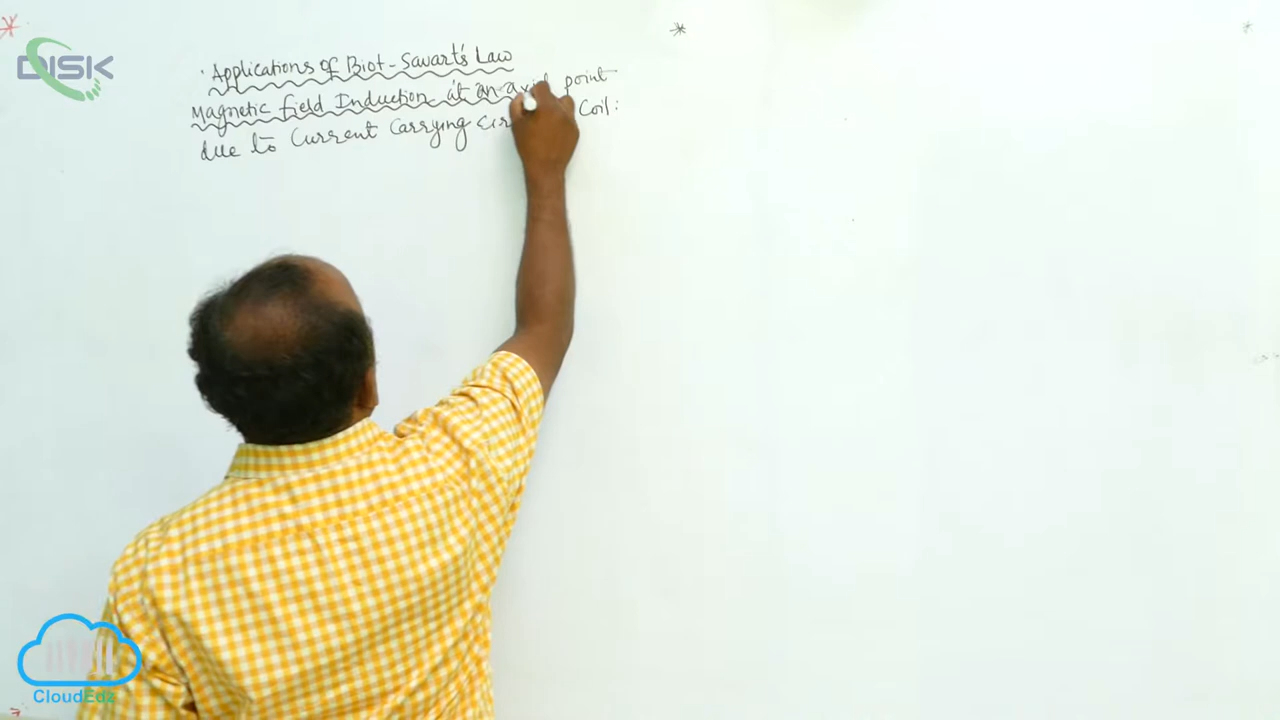 DISK
· Applications of Biot - Savart's Law
Magnetic field Induction at an axial point
due to Current Carrying Coil:
CloudEdz